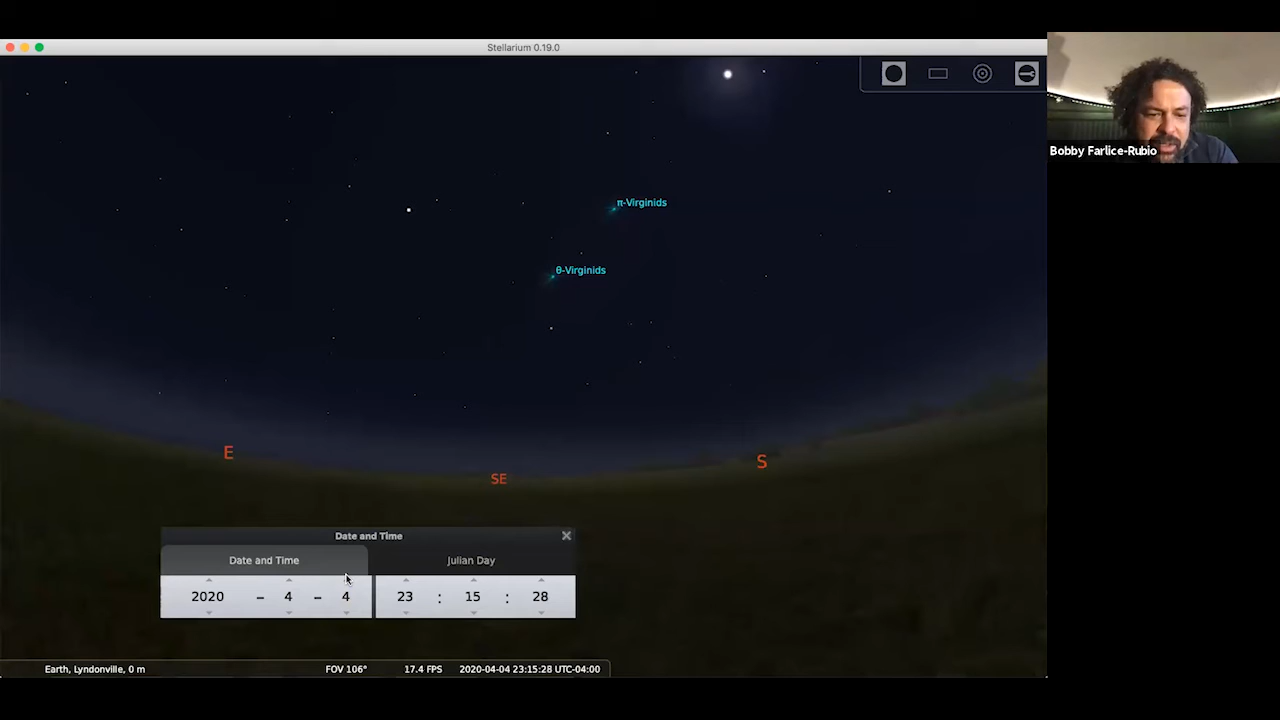 Stellarium 0.19.0
Bobby Farlice-Rubio
π-Virginids
θ-Virginids
E
S
SE
Date and Time
Date and Time
Julian Day
2020 – 4 – 4 23 : 15 : 28
Earth, Lyndonville, 0 m FOV 106° 17.4 FPS 2020-04-04 23:15:28 UTC-04:00